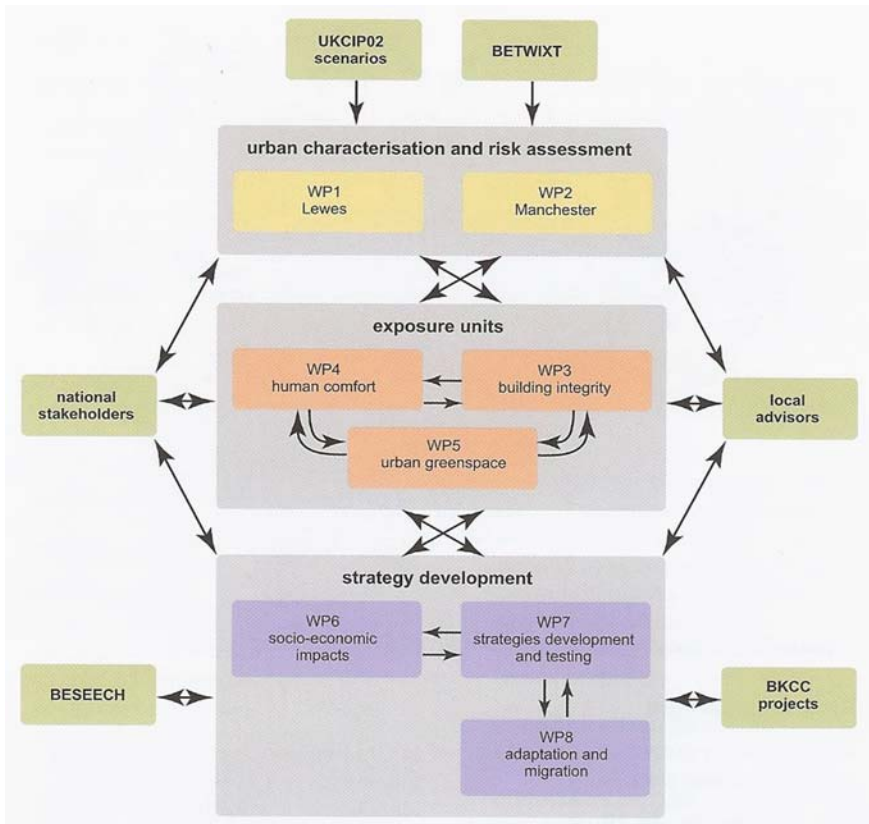 UKCIP02
scenarios
BETWIXT
urban characterisation and risk assessment
WP1
Lewes
WP2
Manchester
exposure units
WP4
human comfort
WP3
building integrity
WP5
urban greenspace
national
stakeholders
local
advisors
strategy development
WP6
socio-economic
impacts
WP7
strategies development
and testing
WP8
adaptation and
migration
BESEECH
BKCC
projects